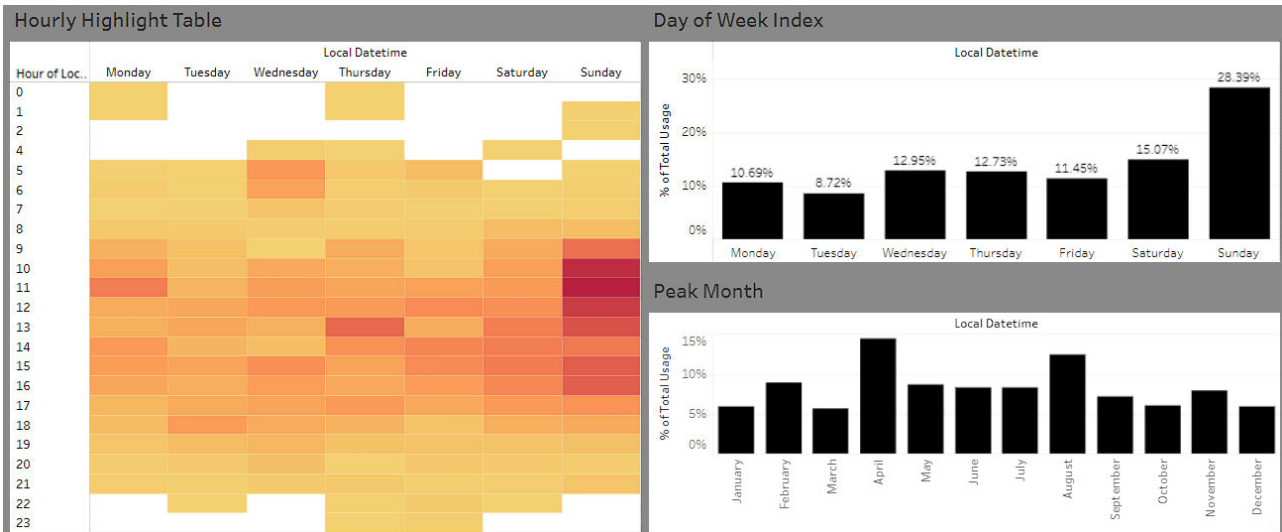 Hourly Highlight Table
Local Datetime
Hour of Loc.. Monday Tuesday Wednesday Thursday Friday Saturday Sunday
0
1
2
4
5
6
7
8
9
10
11
12
13
14
15
16
17
18
19
20
21
22
23
Day of Week Index
Local Datetime
% of Total Usage
30%
20%
10%
0%
10.69% 8.72% 12.95% 12.73% 11.45% 15.07% 28.39%
Monday Tuesday Wednesday Thursday Friday Saturday Sunday
Peak Month
Local Datetime
% of Total Usage
15%
10%
5%
0%
January February March April May June July August September October November December